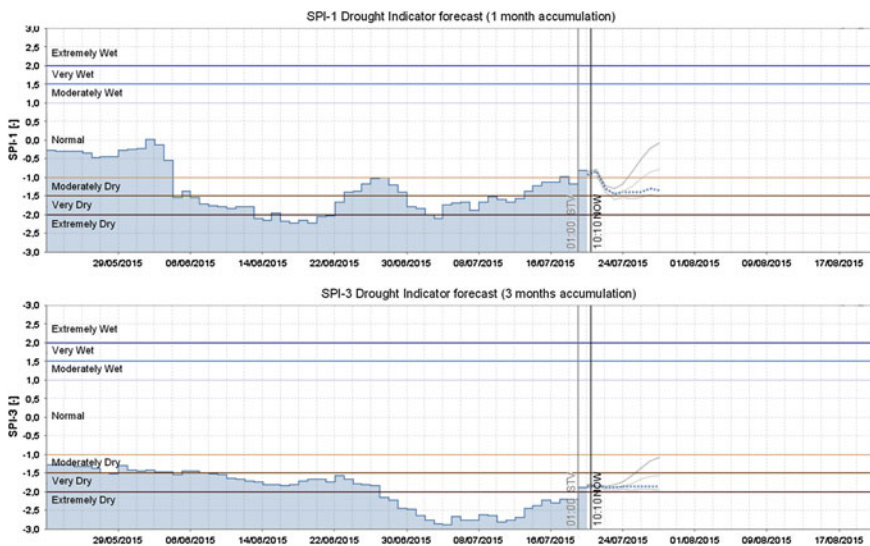 SPI-1 Drought Indicator forecast (1 month accumulation)
3,0
2,5
2,0
1,5
1,0
0,5
0,0
-0,5
-1,0
-1,5
-2,0
-2,5
-3,0
SPI-1 [-]
Extremely Wet
Very Wet
Moderately Wet
Normal
Moderately Dry
Very Dry
Extremely Dry
01:00 STV
10:10 NOW
29/05/2015 06/06/2015 14/06/2015 22/06/2015 30/06/2015 08/07/2015 16/07/2015 24/07/2015 01/08/2015 09/08/2015 17/08/2015
SPI-3 Drought Indicator forecast (3 months accumulation)
-3,0
2,5
2,0
1,5
1,0
0,5
0,0
-0,5
-1,0
-1,5
-2,0
-2,5
-3,0
SPI-3 [-]
Extremely Wet
Very Wet
Moderately Wet
Normal
Moderately Dry
Very Dry
Extremely Dry
01:00 STV
10:10 NOW
29/05/2015 06/06/2015 14/06/2015 22/06/2015 30/06/2015 08/07/2015 16/07/2015 24/07/2015 01/08/2015 09/08/2015 17/08/2015